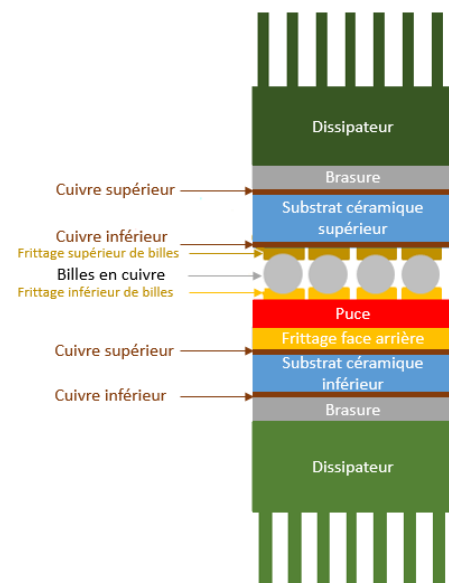 Dissipateur
Brasure
Cuivre supérieur
Substrat céramique
supérieur
Cuivre inférieur
Frittage supérieur de billes
Billes en cuivre
Frittage inférieur de billes
Puce
Frittage face arrière
Cuivre supérieur
Substrat céramique
inférieur
Cuivre inférieur
Brasure
Dissipateur